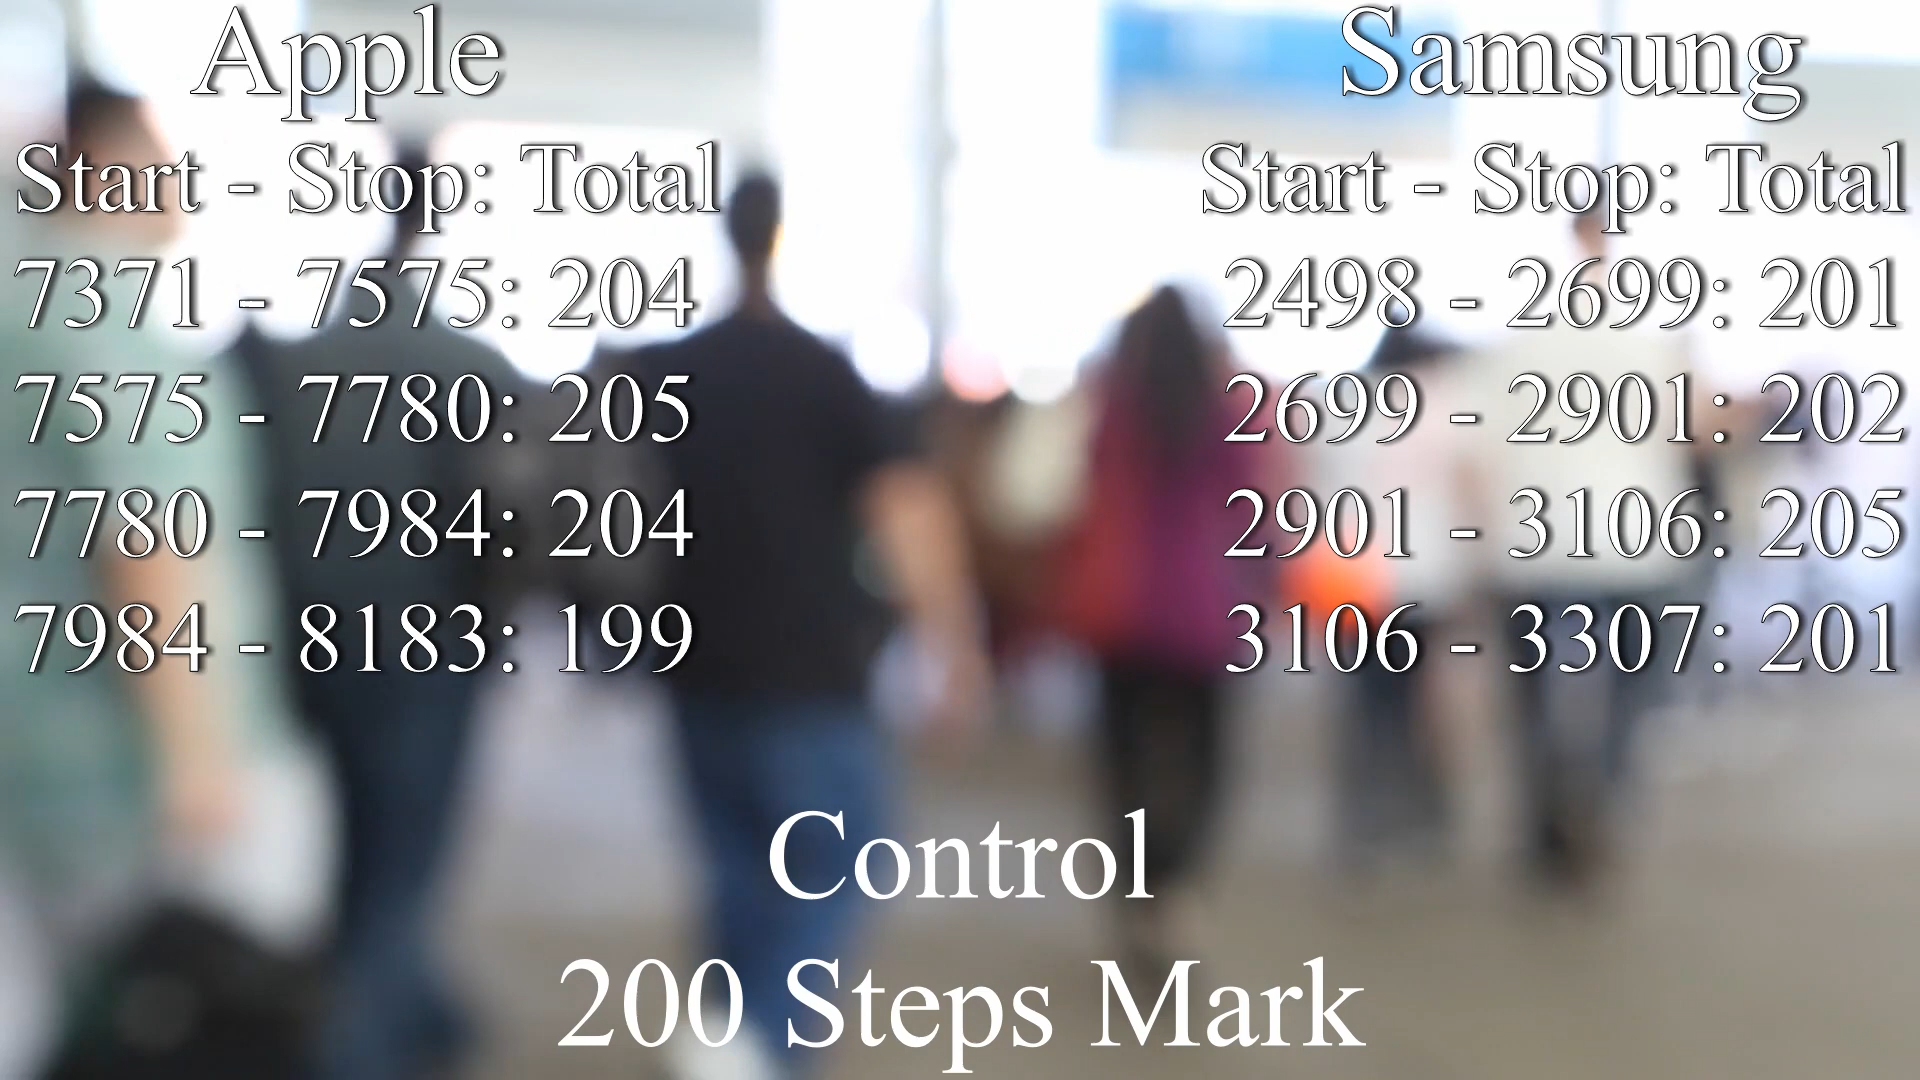 Apple
Start - Stop: Total
7371 - 7575: 204
7575 - 7780: 205
7780 - 7984: 204
7984 - 8183: 199
Samsung
Start - Stop: Total
2498 - 2699: 201
2699 - 2901: 202
2901 - 3106: 205
3106 - 3307: 201
Control
200 Steps Mark